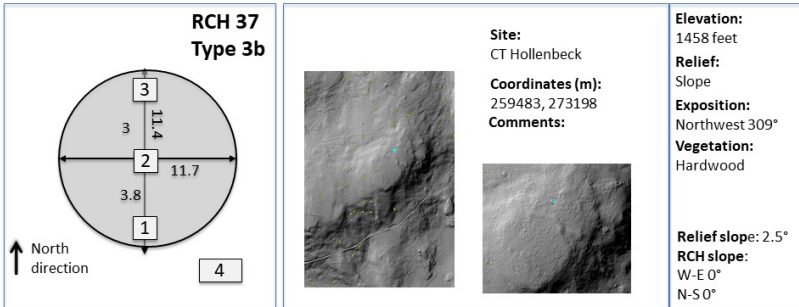 RCH 37
Type 3b
3
3
11.4
2
11.7
3.8
1
North
direction
4
Site:
CT Hollenbeck
Coordinates (m):
259483, 273198
Comments:
Elevation:
1458 feet
Relief:
Slope
Exposition:
Northwest 309°
Vegetation:
Hardwood
Relief slope: 2.5°
RCH slope:
W-E 0°
N-S 0°